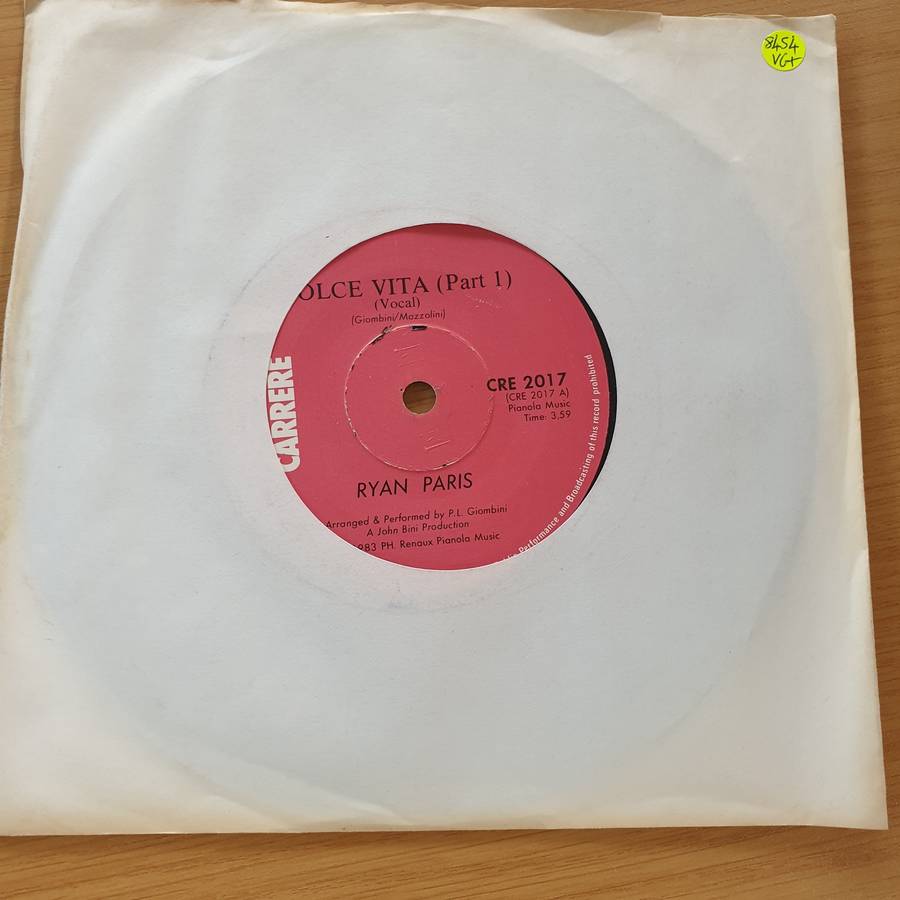 8454
VG+
OLCE VITA (Part 1)
(Vocal)
(Giombini/Mazzolini)
CARRERE
CRE 2017
(CRE 2017 A)
Pianola Music
Time: 3,59
RYAN PARIS
Arranged & Performed by P.L. Giombini
A John Bini Production
983 PH. Renaux Pianola Music
Performance and Broadcasting of this record prohibited